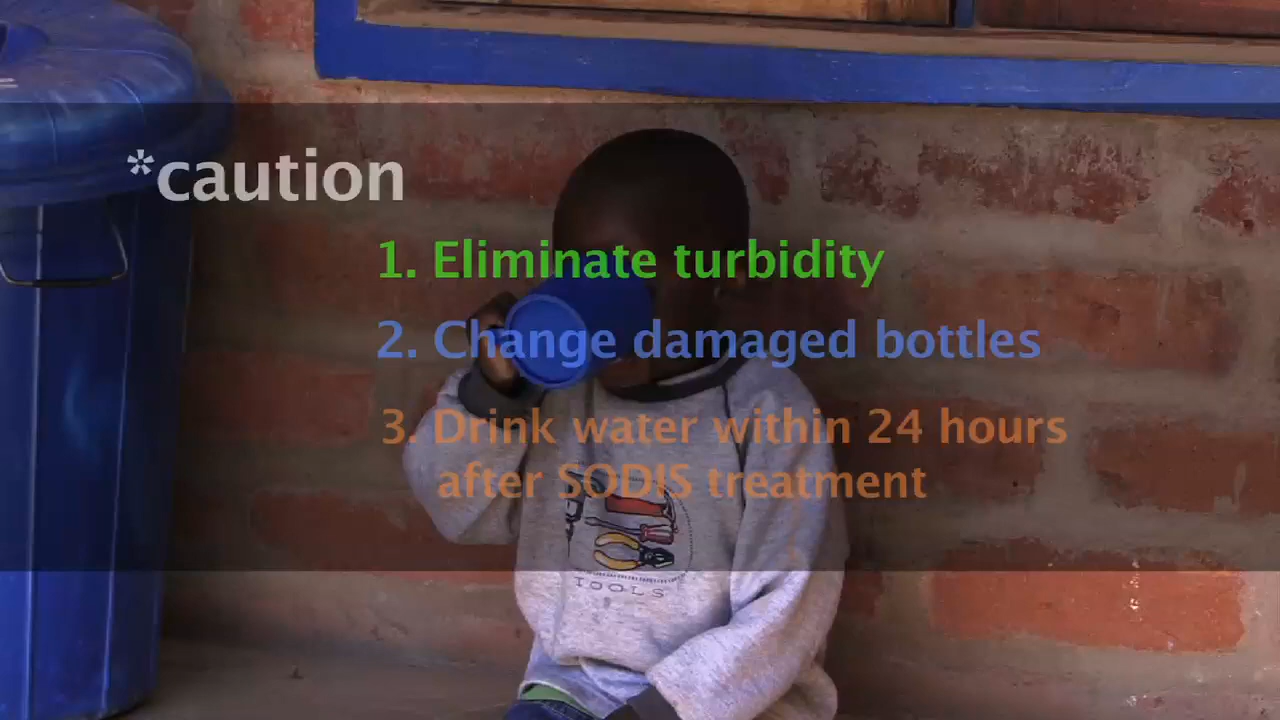 *caution
1. Eliminate turbidity
2. Change damaged bottles
3. Drink water within 24 hours
after SODIS treatment
TOOLS